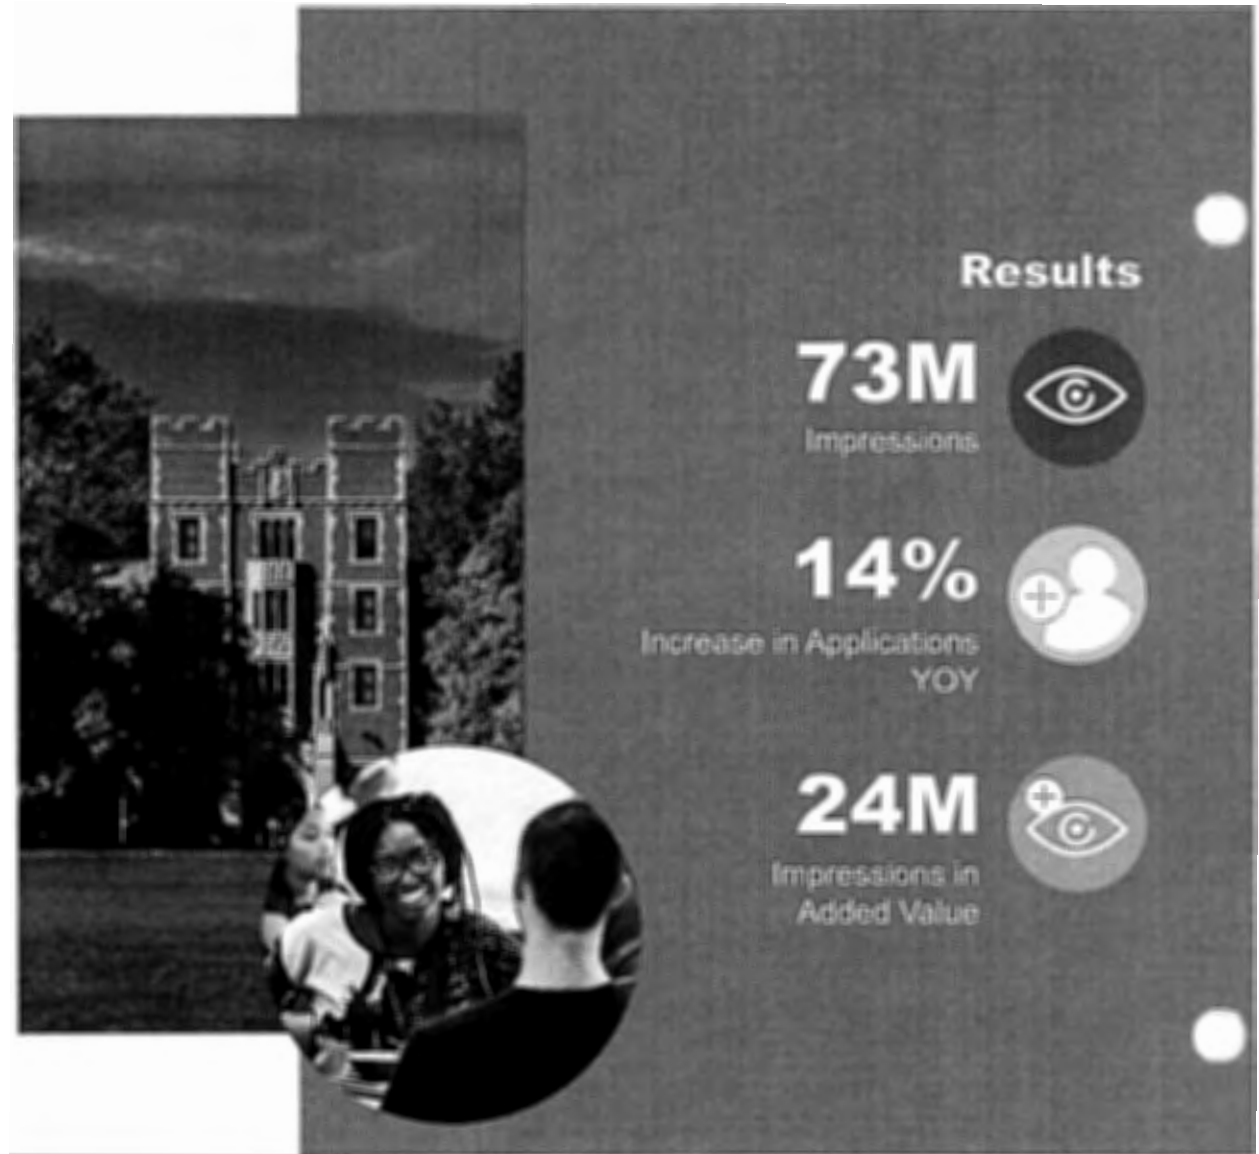 Results
73M
Impressions
14%
Increase in Applications
YOY
24M
Impressions in
Added Value